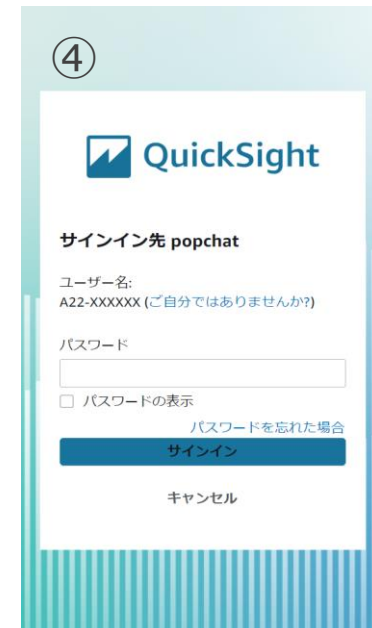 ④
QuickSight
サインイン先 popchat
ユーザー名:
A22-XXXXXX (ご自分ではありませんか?)
パスワード
パスワードの表示
パスワードを忘れた場合
サインイン
キャンセル